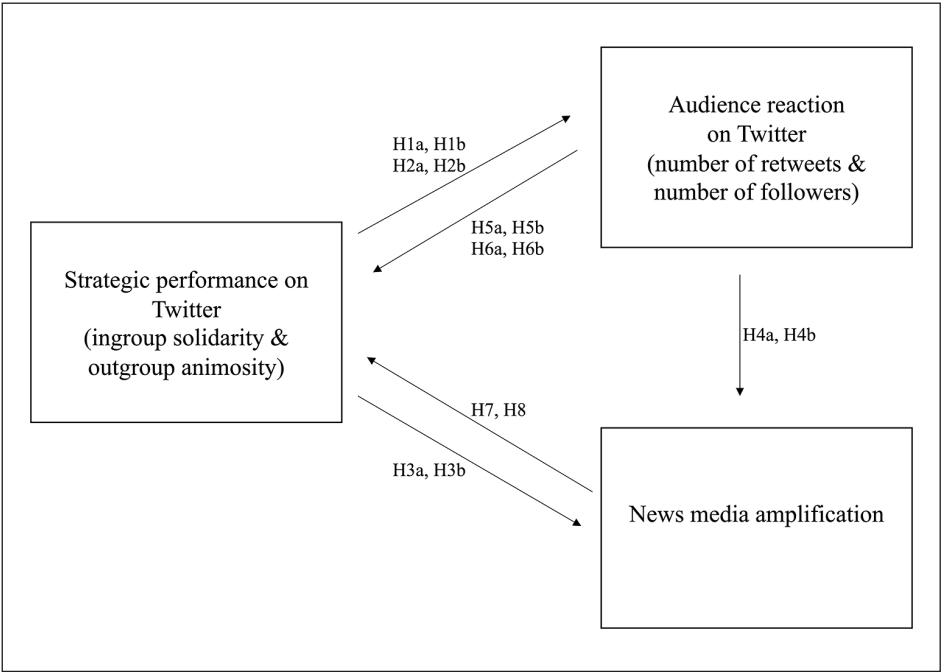 Audience reaction
on Twitter
(number of retweets &
number of followers)
H1a, H1b
H2a, H2b
H5a, H5b
H6a, H6b
Strategic performance on
Twitter
(ingroup solidarity &
outgroup animosity)
H4a, H4b
H7, H8
H3a, H3b
News media amplification